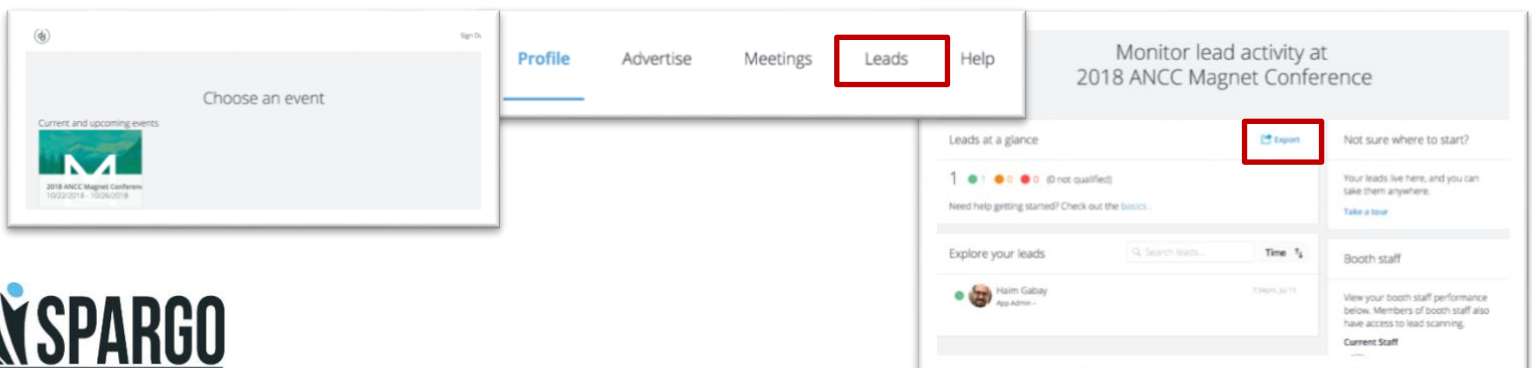 Sign Ou
Choose an event
Current and upcoming events
2018 ANCC Magnet Conferen
10/22/2018 - 10/26/2018
Profile
Advertise
Meetings
Leads
Help
Monitor lead activity at
2018 ANCC Magnet Conference
Leads at a glance
Export
1 1 0 0 (0 not qualified)
Need help getting started? Check out the basics .
Explore your leads
Search leads...
Time
Haim Gabay
App Admin -
Not sure where to start?
Your leads live here, and you can
take them anywhere.
Take a tour
Booth staff
View your booth staff performance
below. Members of booth staff also
have access to lead scanning.
Current Staff
SPARGO